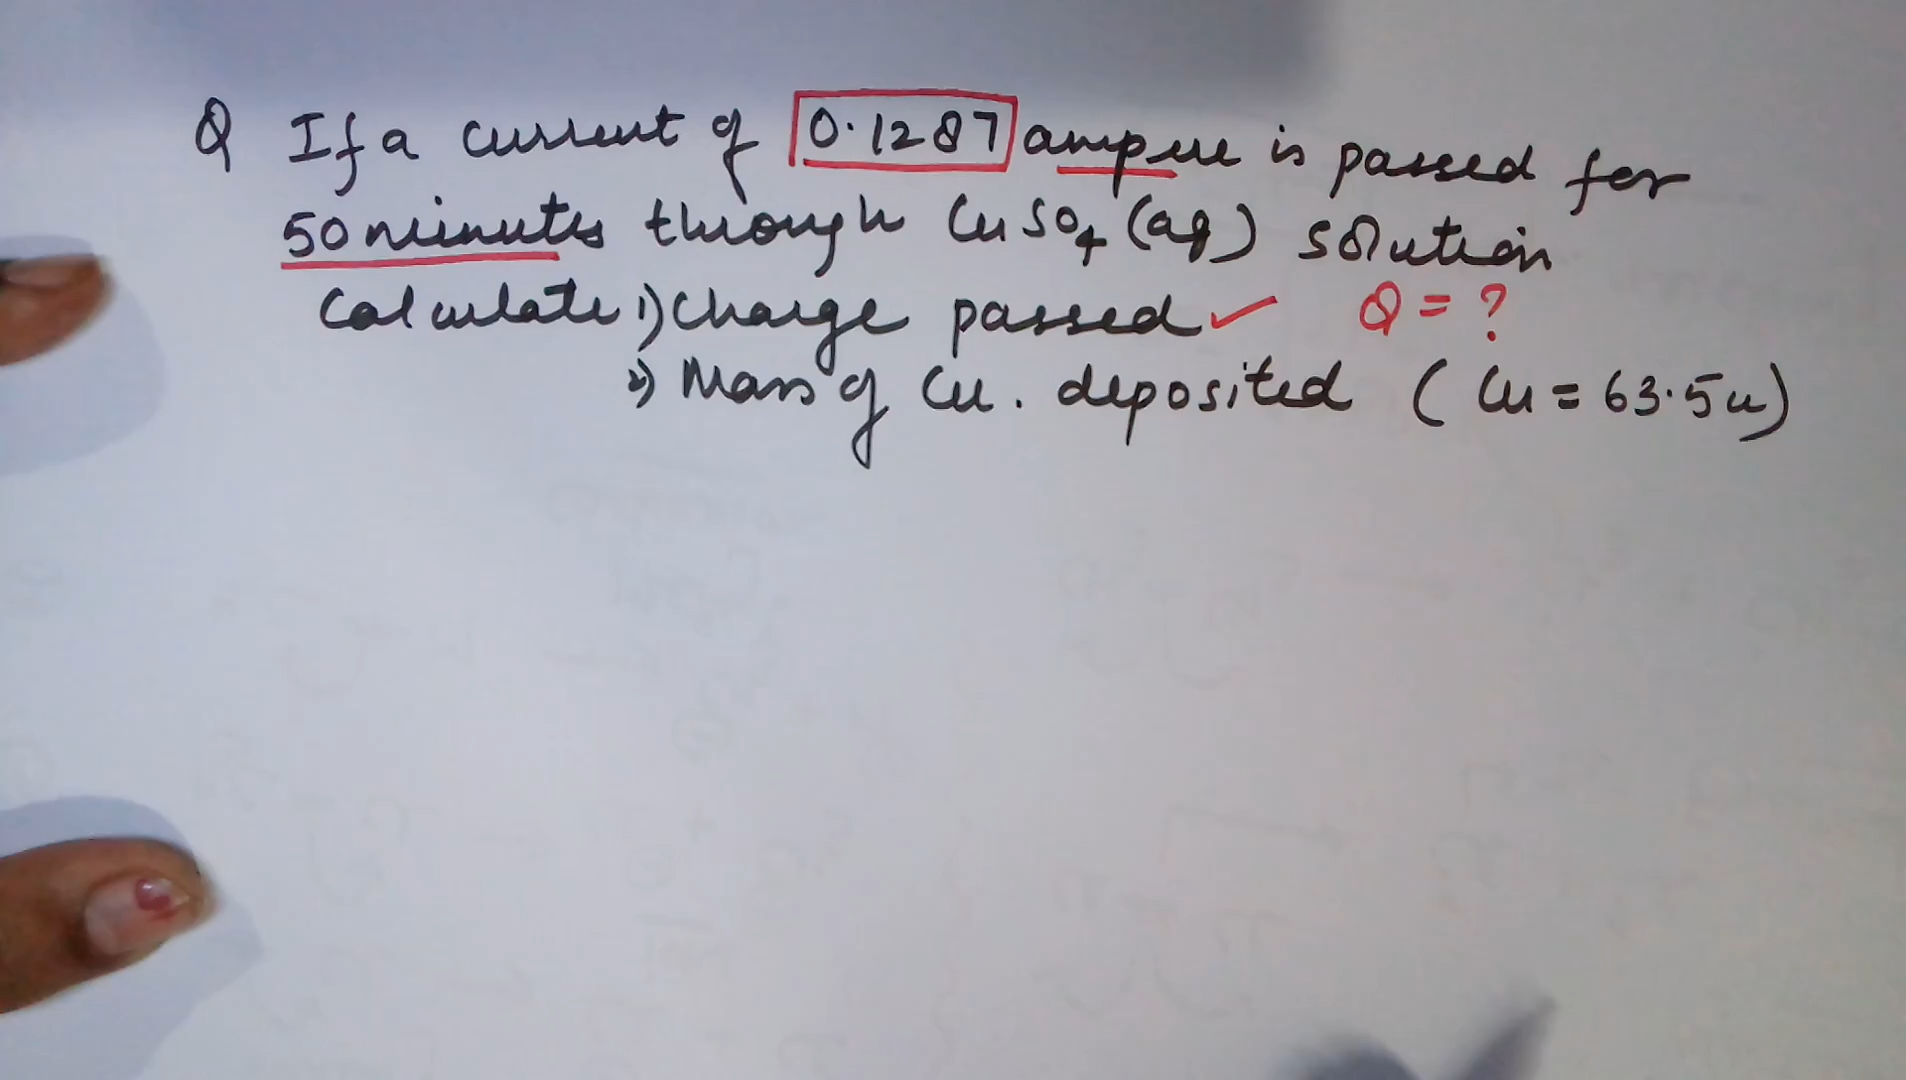 Q If a current of 0.1287 ampere is passed for
50 minutes through CuSO4 (aq) solution
Calculate 1) Charge passed ✓ Q = ?
2) Mass of Cu. deposited (Cu = 63.5u)